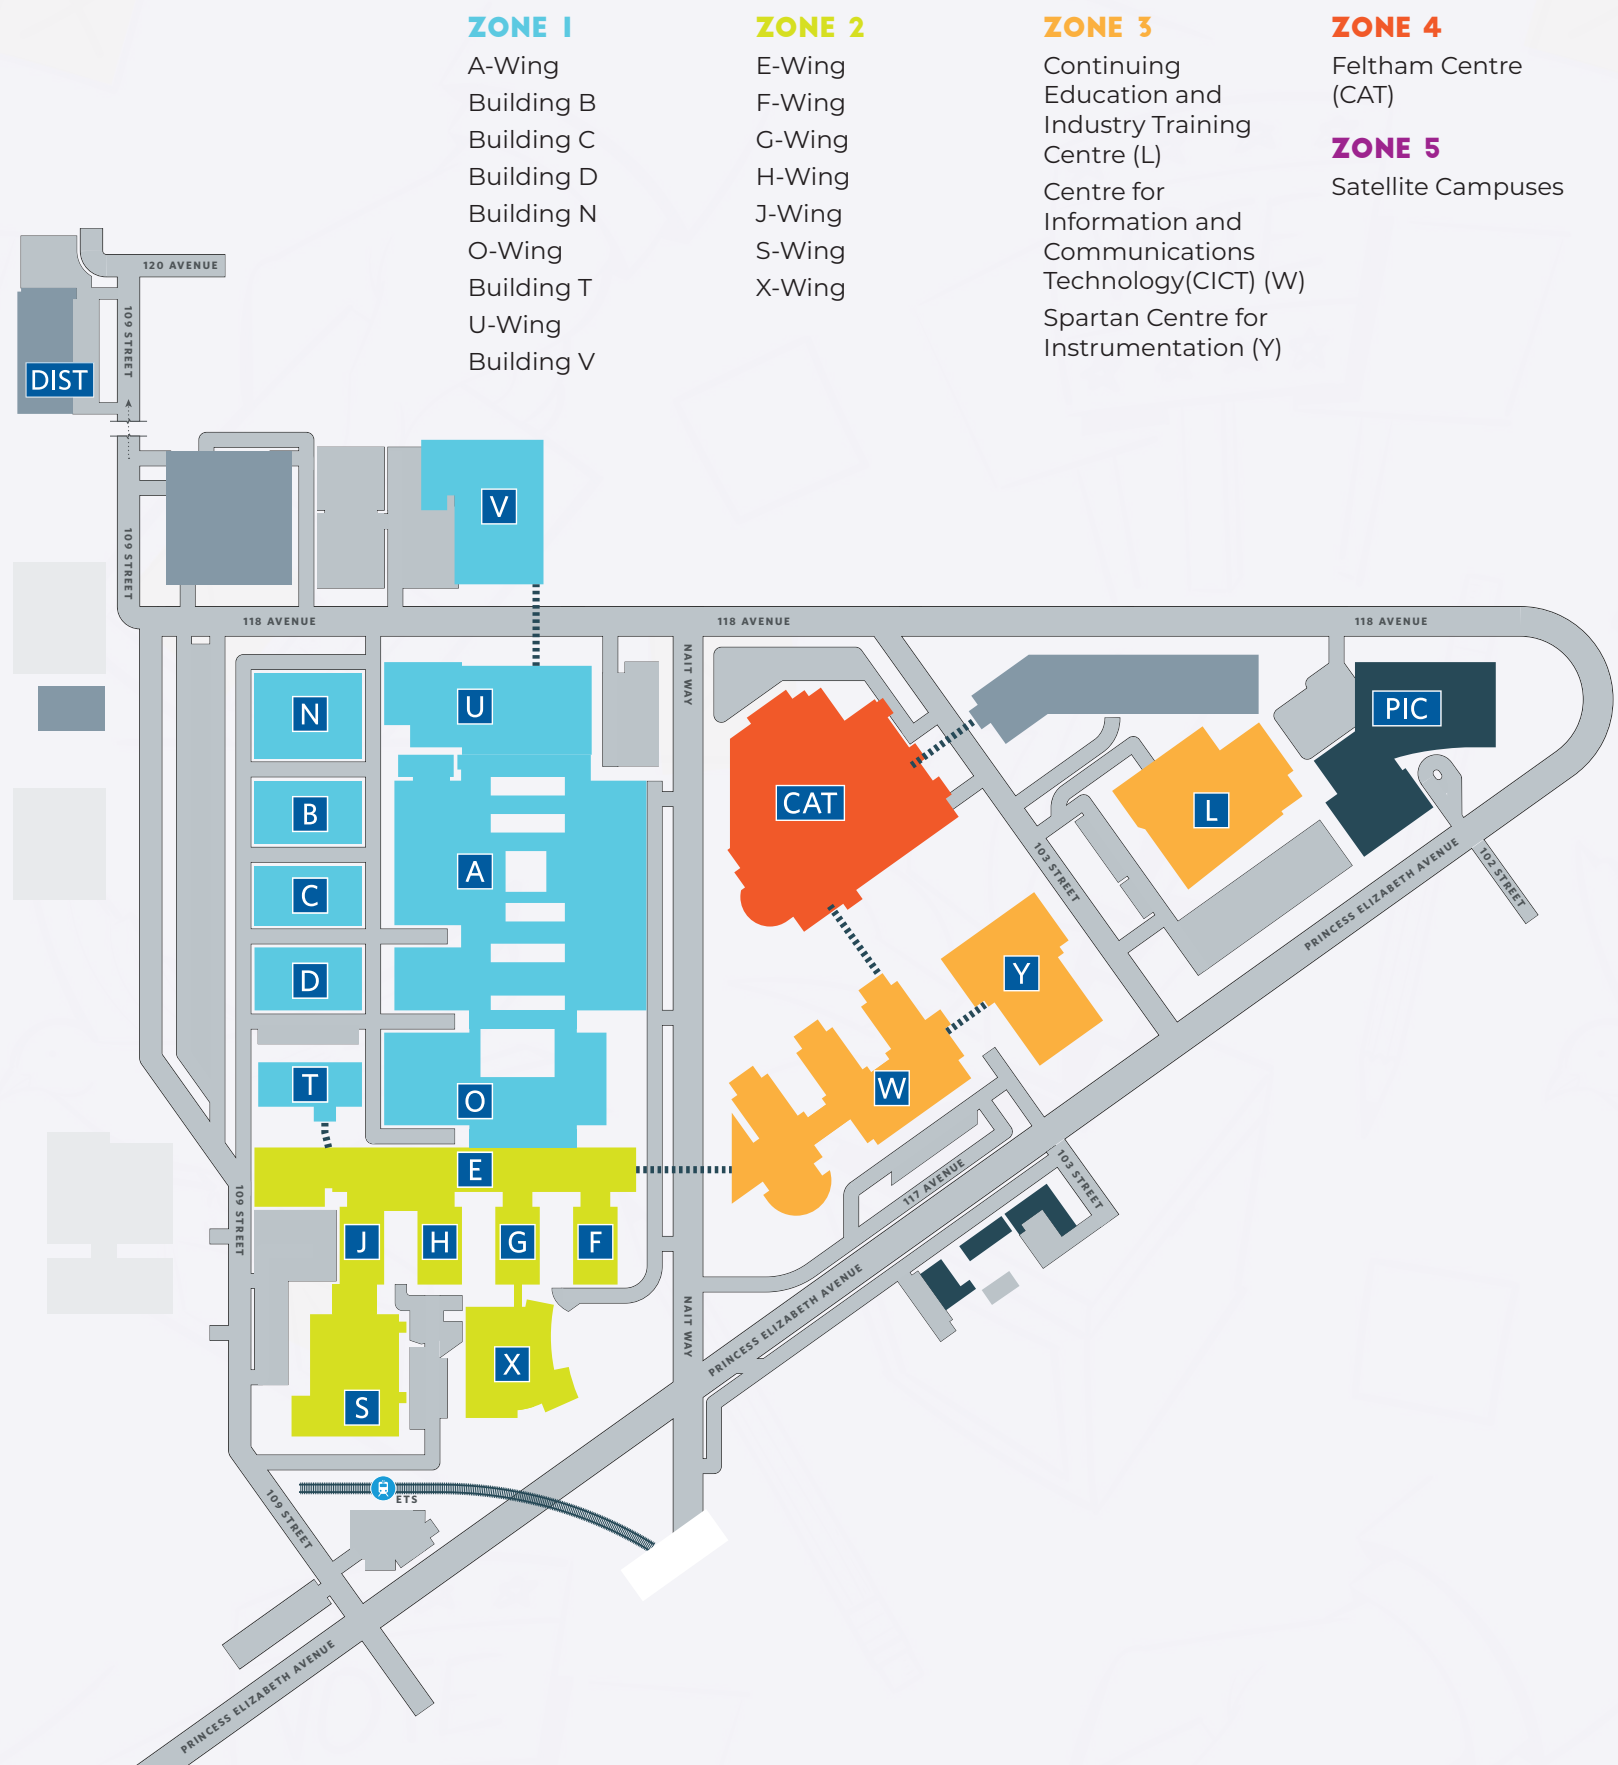 ZONE 1
A-Wing
Building B
Building C
Building D
Building N
O-Wing
Building T
U-Wing
Building V
ZONE 2
E-Wing
F-Wing
G-Wing
H-Wing
J-Wing
S-Wing
X-Wing
ZONE 3
Continuing
Education and
Industry Training
Centre (L)
Centre for
Information and
Communications
Technology(CICT) (W)
Spartan Centre for
Instrumentation (Y)
ZONE 4
Feltham Centre
(CAT)
ZONE 5
Satellite Campuses
120 AVENUE
109 STREET
DIST
V
109 STREET
118 AVENUE
118 AVENUE
118 AVENUE
NAIT WAY
N
U
PIC
B
CAT
L
A
103 STREET
PRINCESS ELIZABETH AVENUE
102 STREET
C
D
Y
T
O
W
E
117 AVENUE
103 STREET
109 STREET
J
H
G
F
NAIT WAY
PRINCESS ELIZABETH AVENUE
X
S
ETS
109 STREET
PRINCESS ELIZABETH AVENUE